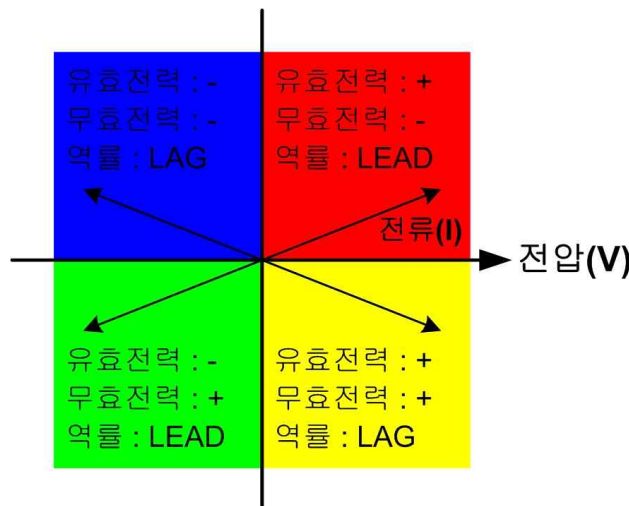 유효전력 : -
무효전력 : -
역률 : LAG
유효전력 : +
무효전력 : -
역률 : LEAD
전류(I)
전압(V)
유효전력 : -
무효전력 : +
역률 : LEAD
유효전력 : +
무효전력 : +
역률 : LAG